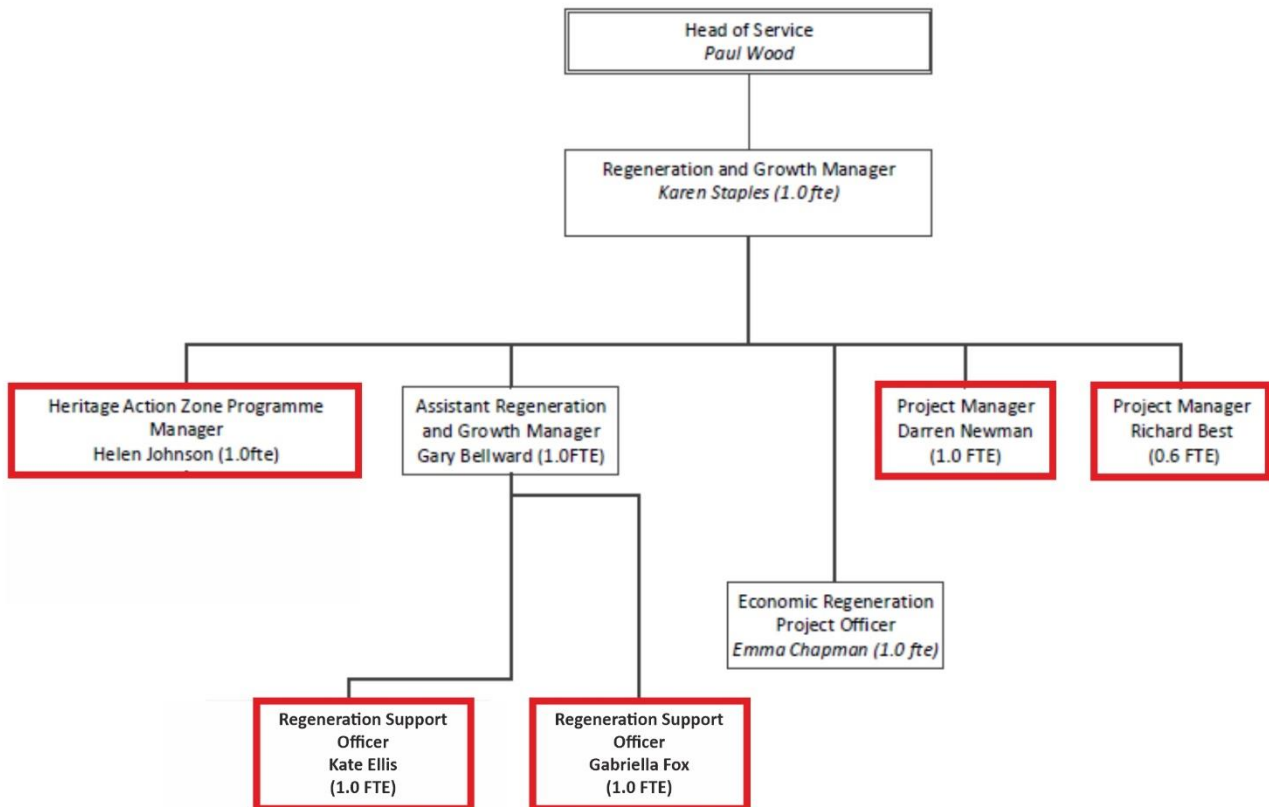 Head of Service
Paul Wood
Regeneration and Growth Manager
Karen Staples (1.0 fte)
Heritage Action Zone Programme
Manager
Helen Johnson (1.0fte)
Assistant Regeneration
and Growth Manager
Gary Bellward (1.0FTE)
Project Manager
Darren Newman
(1.0 FTE)
Project Manager
Richard Best
(0.6 FTE)
Economic Regeneration
Project Officer
Emma Chapman (1.0 fte)
Regeneration Support
Officer
Kate Ellis
(1.0 FTE)
Regeneration Support
Officer
Gabriella Fox
(1.0 FTE)